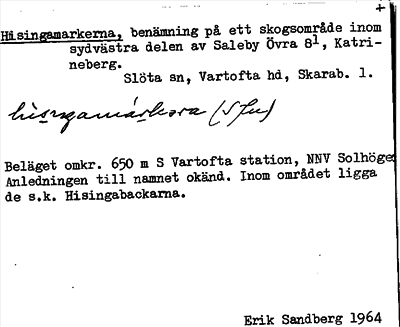 +
Hisingamarkerna, benämning på ett skogsområde inom
sydvästra delen av Saleby Övra 8¹, Katri-
neberg.
Slöta sn, Vartofta hd, Skarab. l.
Beläget omkr. 650 m S Vartofta station, NNV Solhöged
Anledningen till namnet okänd. Inom området ligga
de s.k. Hisingabackarna.
Erik Sandberg 1964